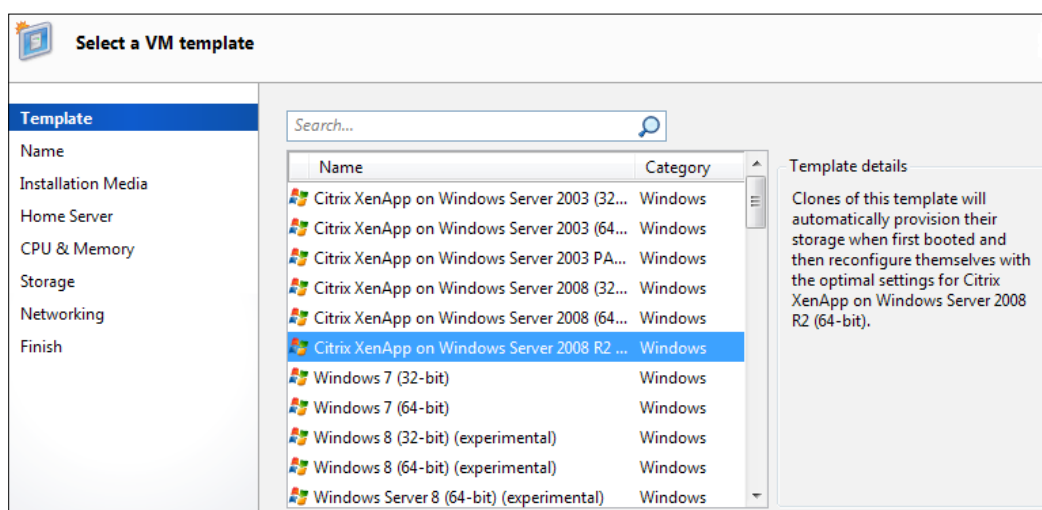 Select a VM template
Template
Name
Installation Media
Home Server
CPU & Memory
Storage
Networking
Finish
Search...
Name Category
Citrix XenApp on Windows Server 2003 (32... Windows
Citrix XenApp on Windows Server 2003 (64... Windows
Citrix XenApp on Windows Server 2003 PA... Windows
Citrix XenApp on Windows Server 2008 (32... Windows
Citrix XenApp on Windows Server 2008 (64... Windows
Citrix XenApp on Windows Server 2008 R2 ... Windows
Windows 7 (32-bit) Windows
Windows 7 (64-bit) Windows
Windows 8 (32-bit) (experimental) Windows
Windows 8 (64-bit) (experimental) Windows
Windows Server 8 (64-bit) (experimental) Windows
Template details
Clones of this template will
automatically provision their
storage when first booted and
then reconfigure themselves with
the optimal settings for Citrix
XenApp on Windows Server 2008
R2 (64-bit).